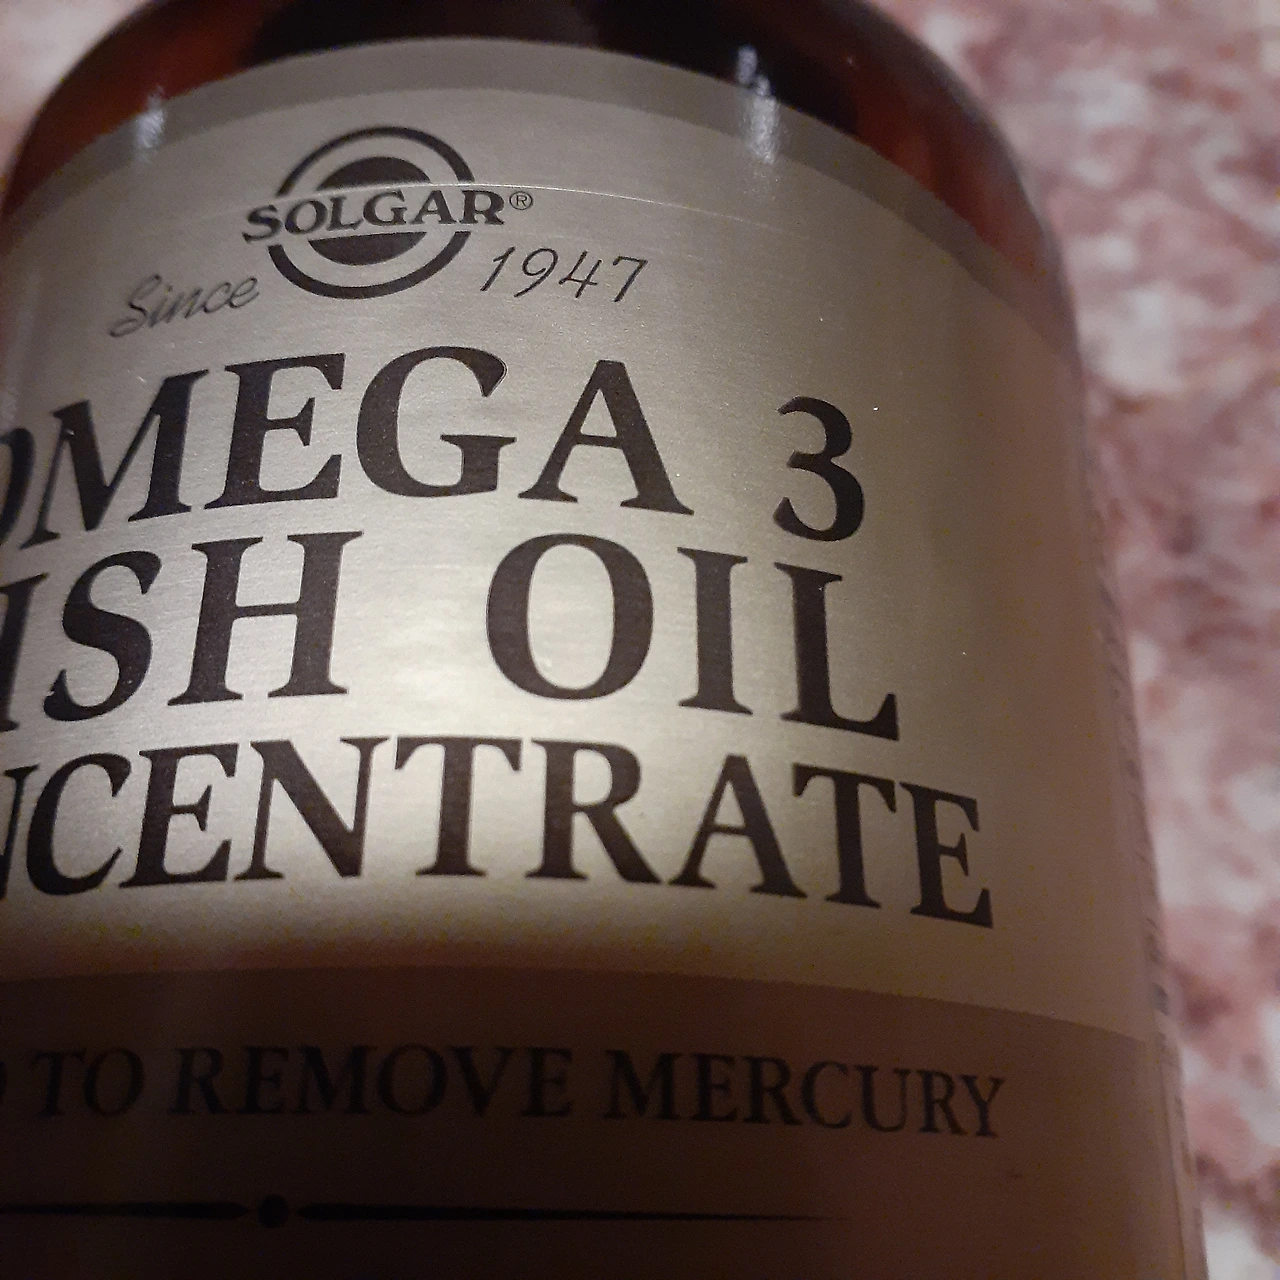 SOLGAR®
Since 1947
OMEGA 3
ISH OIL
NCENTRATE
TO REMOVE MERCURY